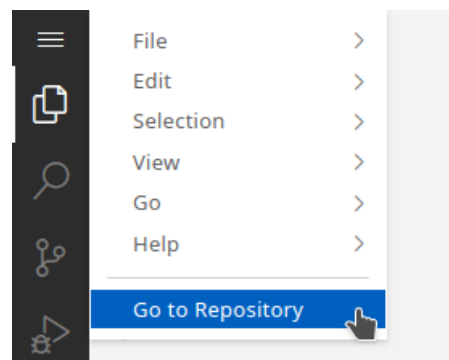 File
Edit
Selection
View
Go
Help
Go to Repository